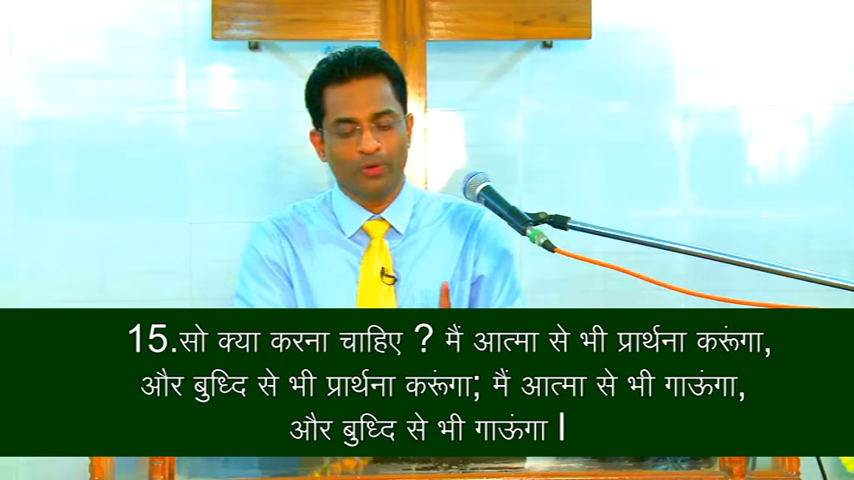 15.सो क्या करना चाहिए ? मैं आत्मा से भी प्रार्थना करूंगा,
और बुध्दि से भी प्रार्थना करूंगा; मैं आत्मा से भी गाऊंगा,
और बुध्दि से भी गाऊंगा |